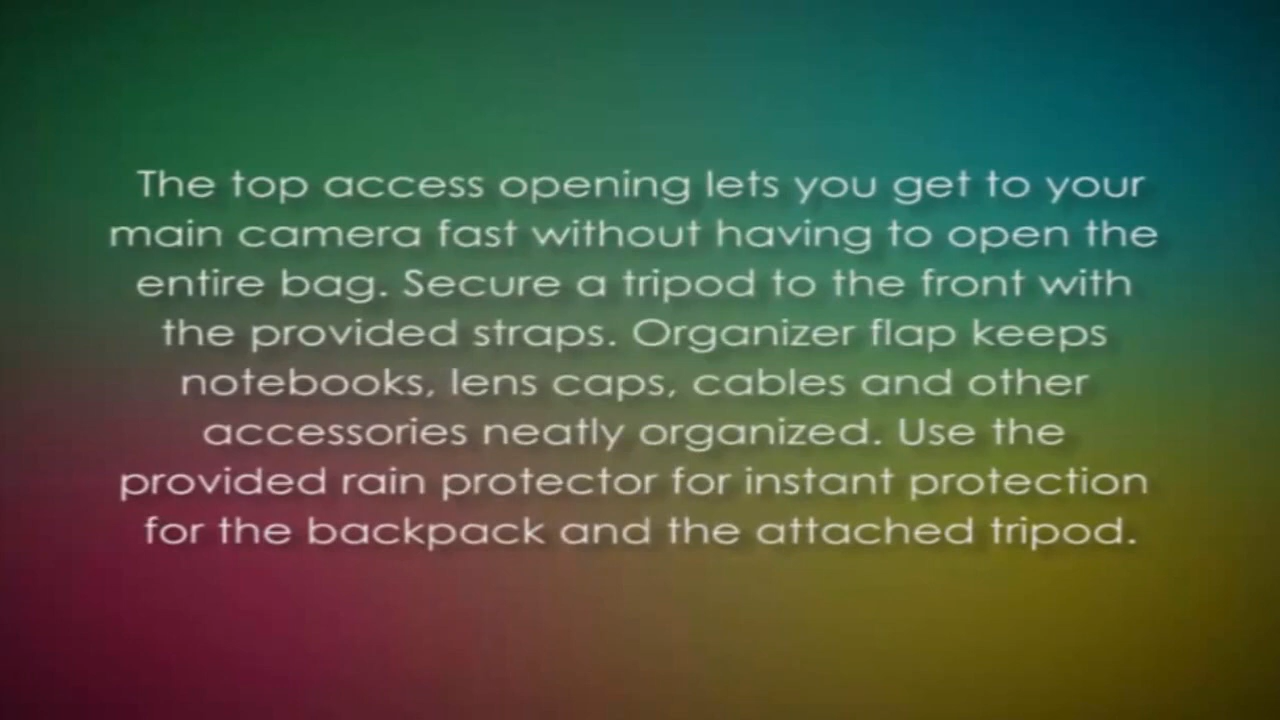 The top access opening lets you get to your
main camera fast without having to open the
entire bag. Secure a tripod to the front with
the provided straps. Organizer flap keeps
notebooks, lens caps, cables and other
accessories neatly organized. Use the
provided rain protector for instant protection
for the backpack and the attached tripod.